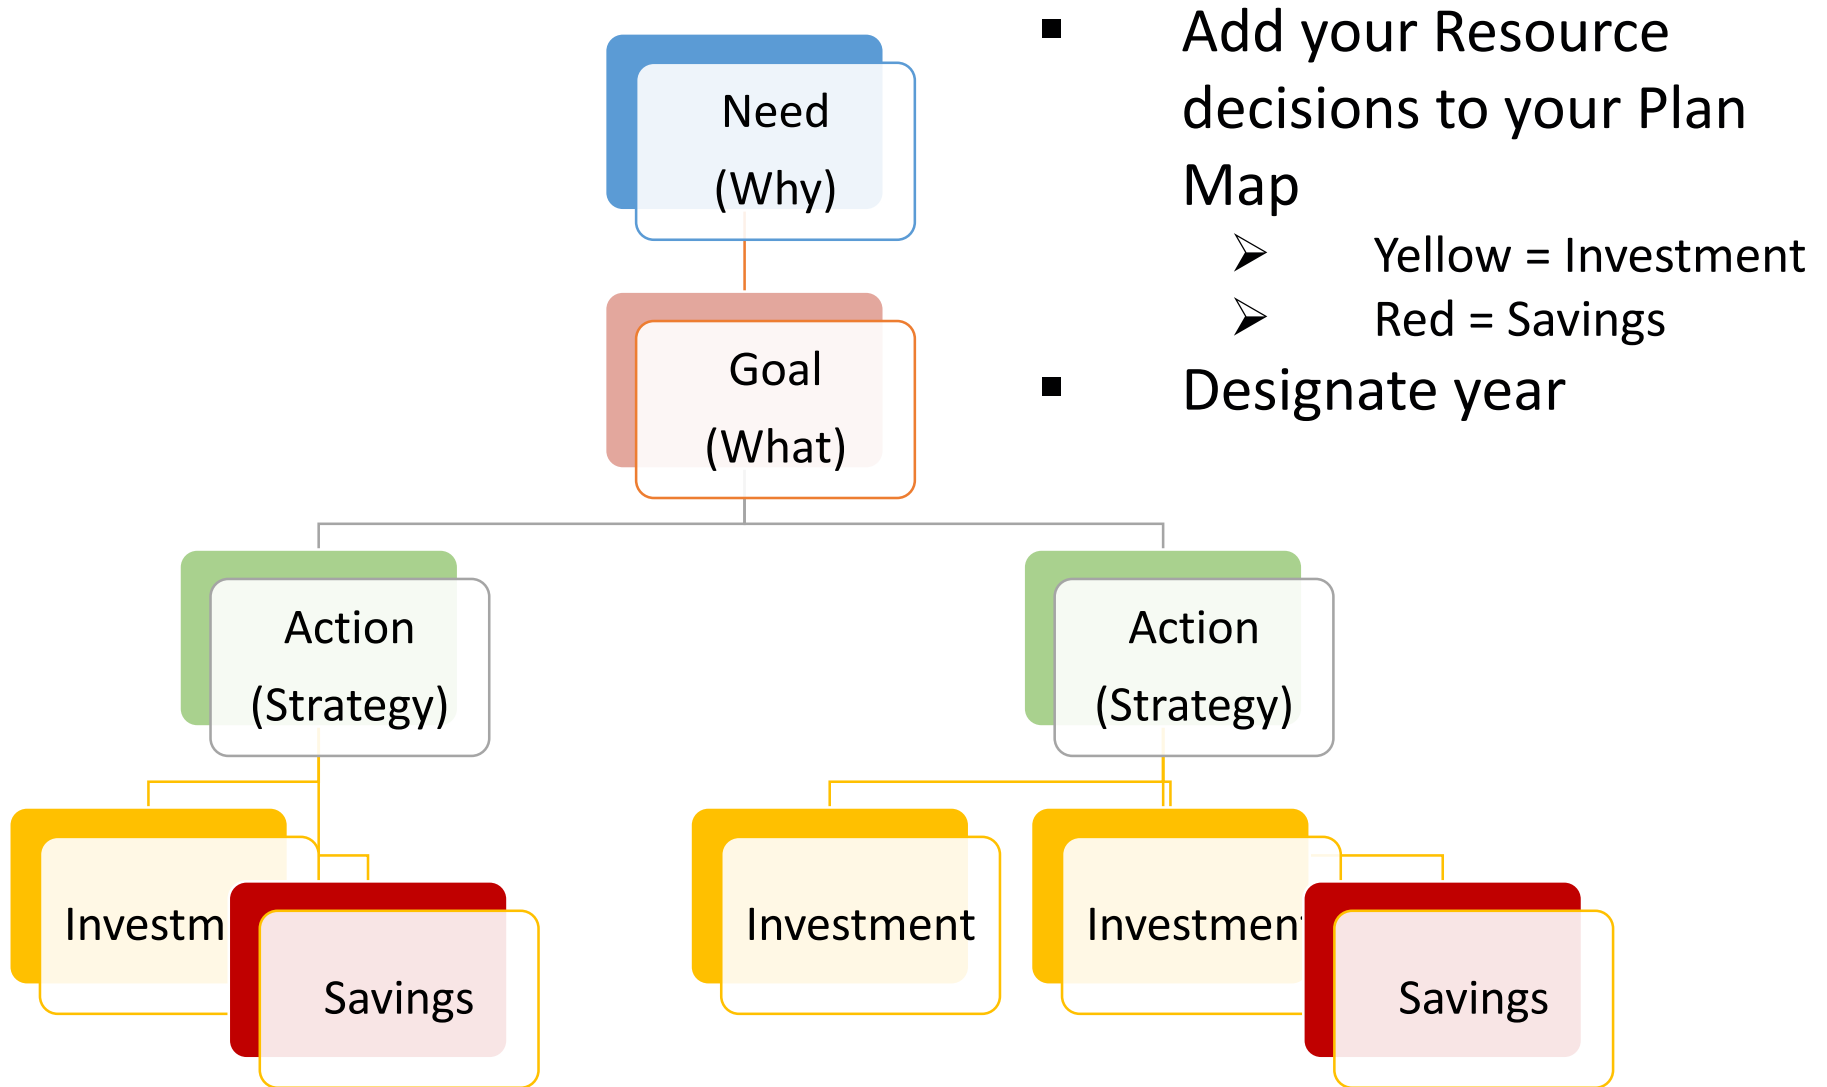 Need
(Why)
Goal
(What)
Action
(Strategy)
Investm
Savings
Action
(Strategy)
Investment
Investmen
Savings
▪ Add your Resource
decisions to your Plan
Map
➢ Yellow = Investment
➢ Red = Savings
▪ Designate year